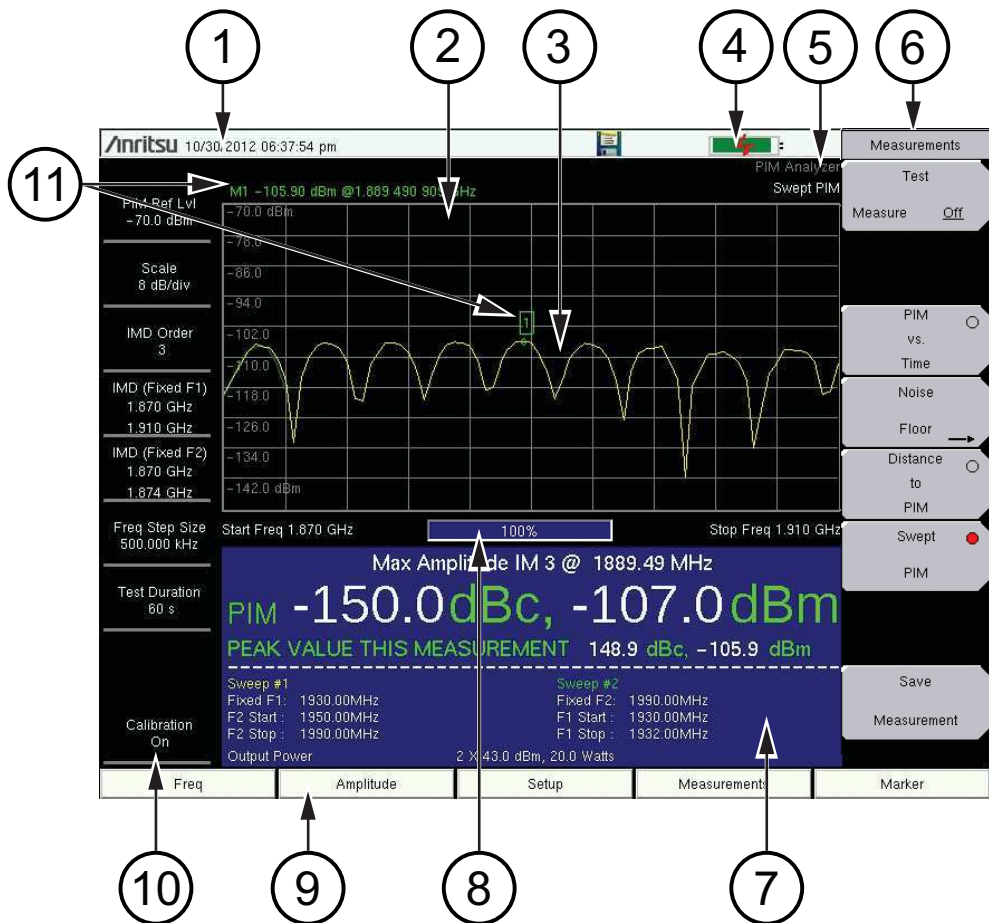 1 2 3 4 5 6
/inritsu 10/30/2012 06:37:54 pm
Measurements
PIM Analyzer
Swept PIM
11
M1 -105.90 dBm @1.889 490 909 GHz
PIM Ref Lvl
-70.0 dBm
Scale
8 dB/div
IMD Order
3
IMD (Fixed F1)
1.870 GHz
1.910 GHz
IMD (Fixed F2)
1.870 GHz
1.874 GHz
Freq Step Size
500.000 kHz
Test Duration
60 s
Calibration
On
-70.0 dBm
-78.0
-86.0
-94.0
-102.0
-110.0
-118.0
-126.0
-134.0
-142.0 dBm
1
Start Freq 1.870 GHz 100% Stop Freq 1.910 GHz
Max Amplitude IM 3 @ 1889.49 MHz
PIM -150.0 dBc, -107.0 dBm
PEAK VALUE THIS MEASUREMENT 148.9 dBc, -105.9 dBm
Sweep #1
Fixed F1: 1930.00MHz
F2 Start : 1950.00MHz
F2 Stop : 1990.00MHz
Sweep #2
Fixed F2: 1990.00MHz
F1 Start : 1930.00MHz
F1 Stop : 1932.00MHz
Output Power 2 X 43.0 dBm, 20.0 Watts
Test
Measure Off
PIM
vs.
Time
Noise
Floor
Distance
to
PIM
Swept
PIM
Save
Measurement
Freq Amplitude Setup Measurements Marker
10 9 8 7